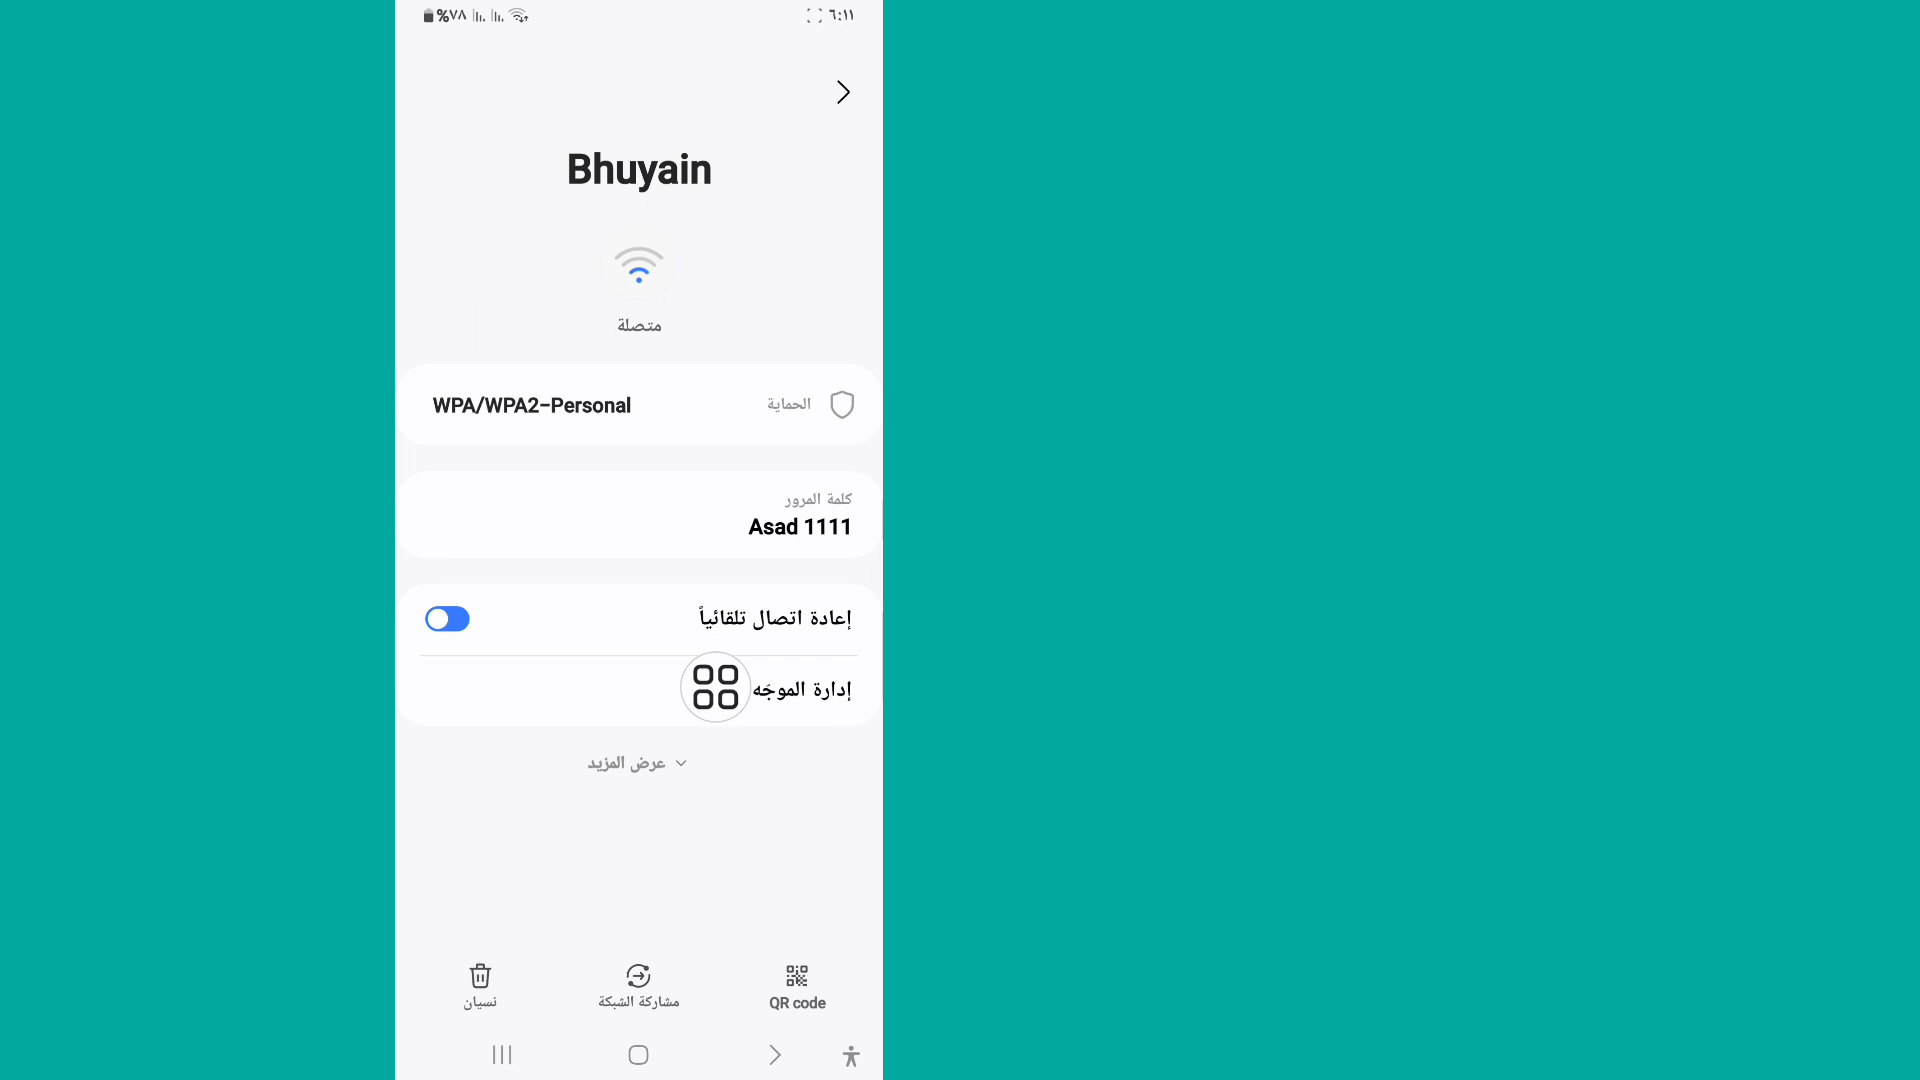 ٦:١١ %٧٨
Bhuyain
متصلة
الحماية WPA/WPA2-Personal
كلمة المرور
Asad 1111
إعادة اتصال تلقائياً
إدارة الموجّه
عرض المزيد
QR code مشاركة الشبكة نسيان